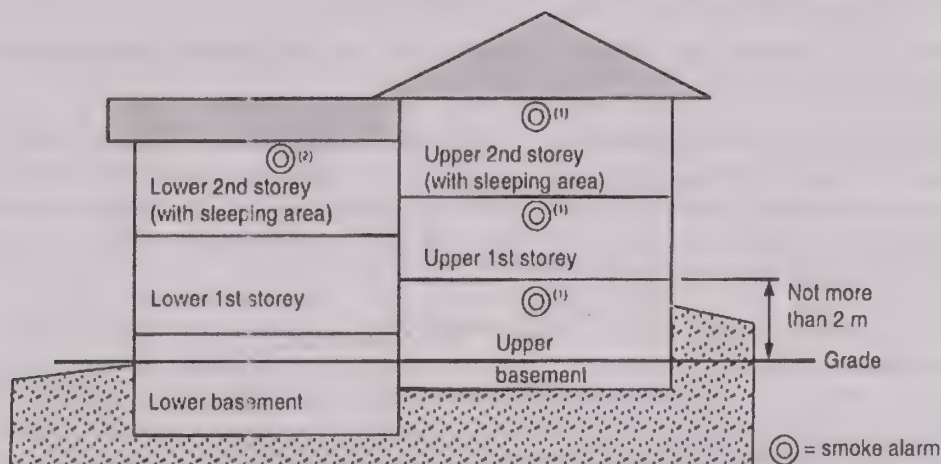 (1)
(2)
Upper 2nd storey
(with sleeping area)
Lower 2nd storey
(with sleeping area)
(1)
Upper 1st storey
Lower 1st storey
(1)
Not more
than 2 m
Upper
basement
Grade
Lower basement
= smoke alarm